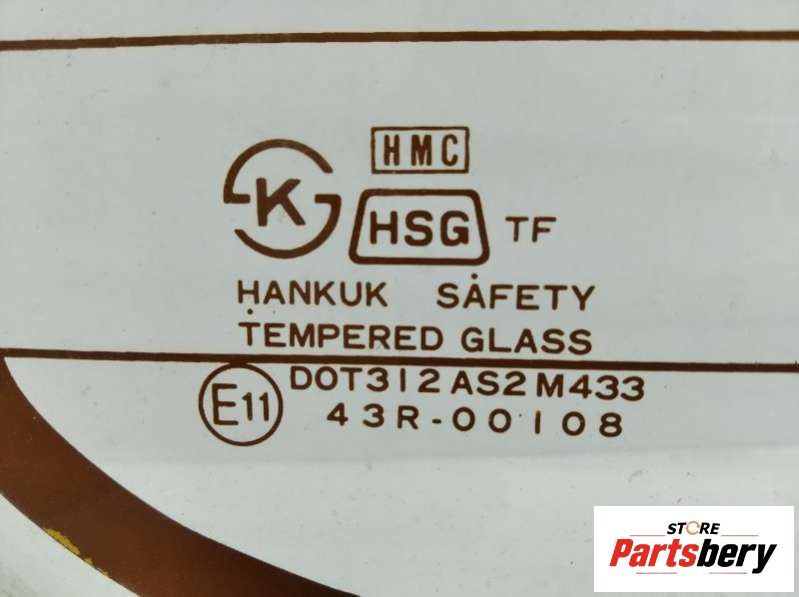 HMC
K
HSG TF
HANKUK SAFETY
TEMPERED GLASS
E11
DOT312 AS2 M433
43R-00108
STORE
Partsbery